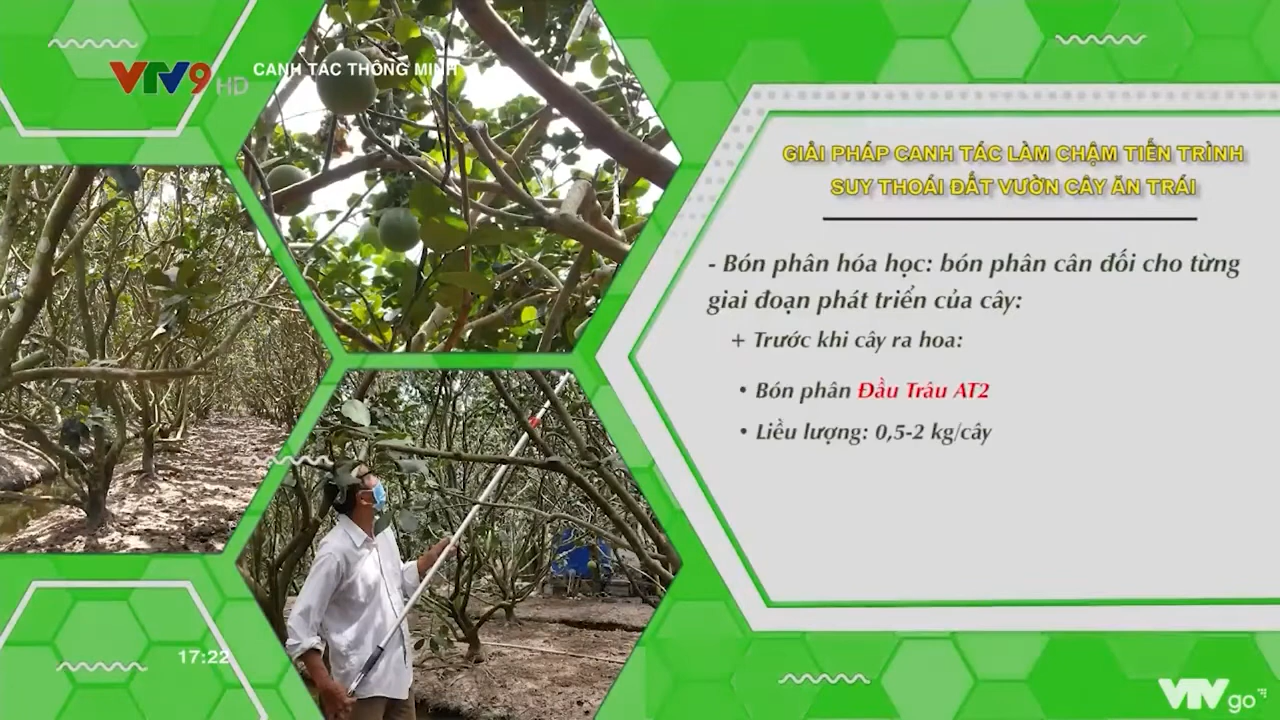 VTV9 HD
CANH TÁC THÔNG MINH
GIẢI PHÁP CANH TÁC LÀM CHẬM TIẾN TRÌNH
SUY THOÁI ĐẤT VƯỜN CÂY ĂN TRÁI
- Bón phân hóa học: bón phân cân đối cho từng
giai đoạn phát triển của cây:
+ Trước khi cây ra hoa:
• Bón phân Đầu Trâu AT2
• Liều lượng: 0,5-2 kg/cây
17:22
VTV go